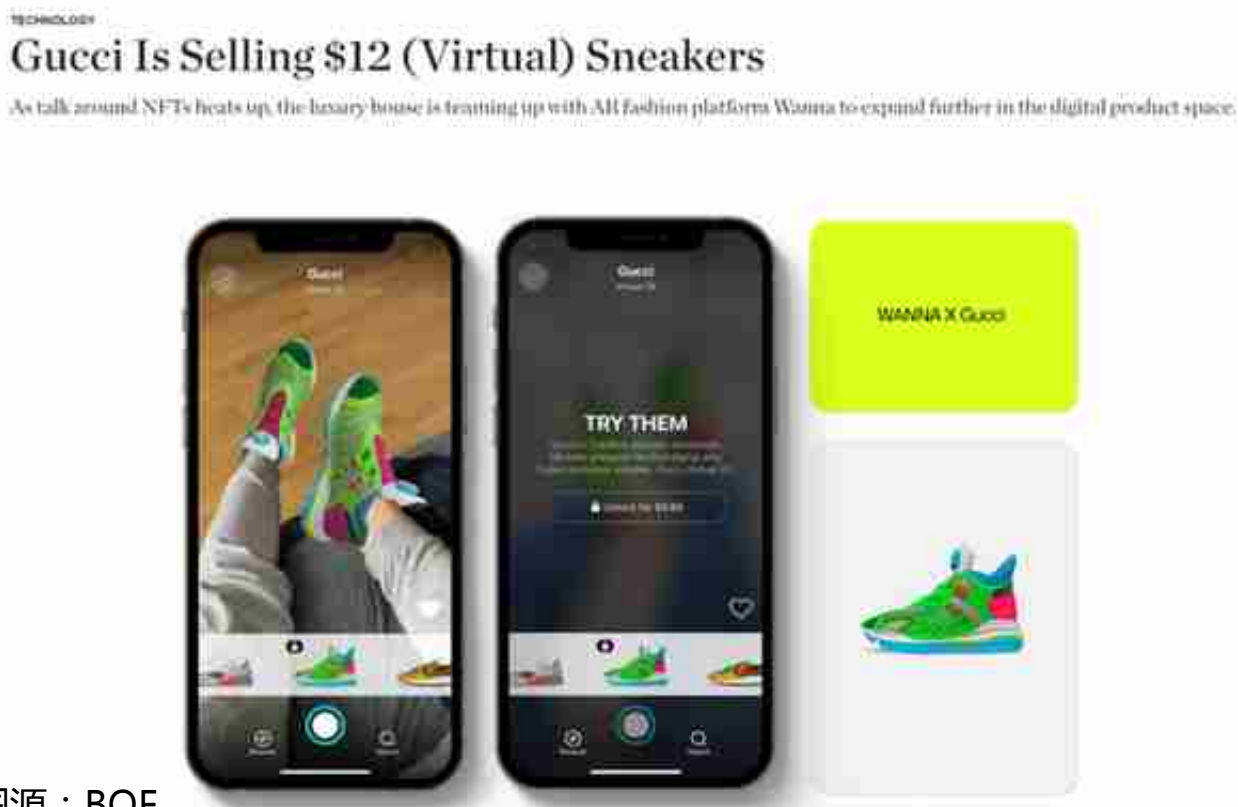 TECHNOLOGY
Gucci Is Selling $12 (Virtual) Sneakers
As talk around NFTs heats up, the luxury house is teaming up with AR fashion platform Wanna to expand further in the digital product space.
Gucci
Gucci
WANNA X Gucci
TRY THEM
源：BOF